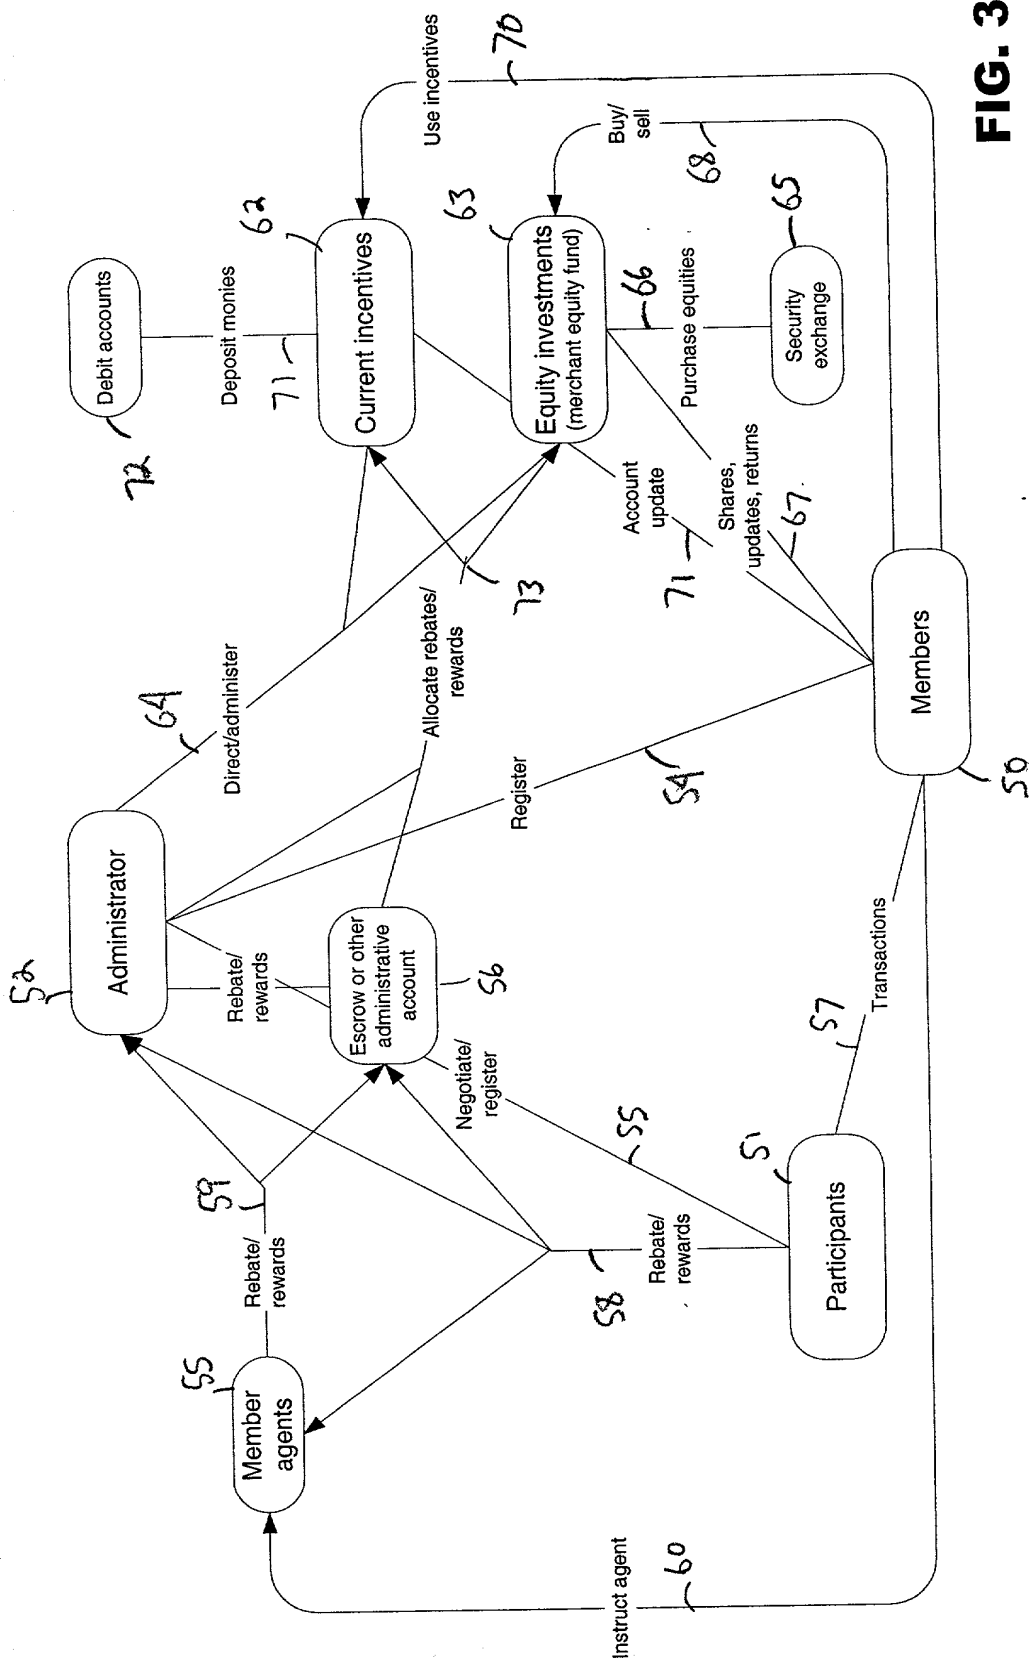 52
Administrator
64
Direct/administer
72
Debit accounts
Deposit monies
71
62
Current incentives
Use incentives
70
63
Equity investments
(merchant equity fund)
Buy/
sell
68
66
Purchase equities
65
Security
exchange
73
Allocate rebates/
rewards
Account
update
71
Shares,
updates, returns
67
Register
54
Rebate/
rewards
Escrow or other
administrative
account
56
Negotiate/
register
55
59
Rebate/
rewards
55
Member
agents
58
Rebate/
rewards
51
Participants
57
Transactions
Members
50
Instruct agent
60
FIG. 3